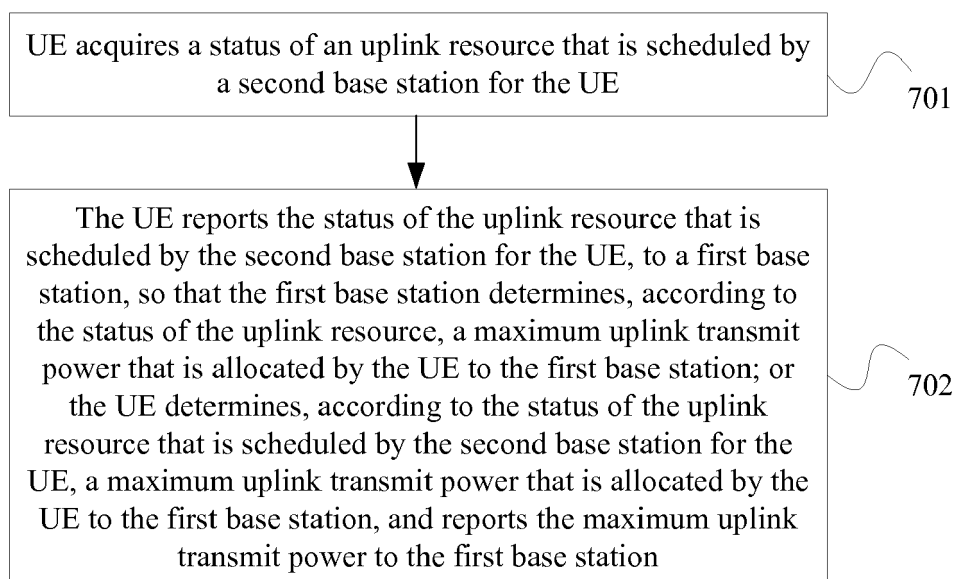 UE acquires a status of an uplink resource that is scheduled by
a second base station for the UE
701
The UE reports the status of the uplink resource that is
scheduled by the second base station for the UE, to a first base
station, so that the first base station determines, according to
the status of the uplink resource, a maximum uplink transmit
power that is allocated by the UE to the first base station; or
the UE determines, according to the status of the uplink
resource that is scheduled by the second base station for the
UE, a maximum uplink transmit power that is allocated by the
UE to the first base station, and reports the maximum uplink
transmit power to the first base station
702